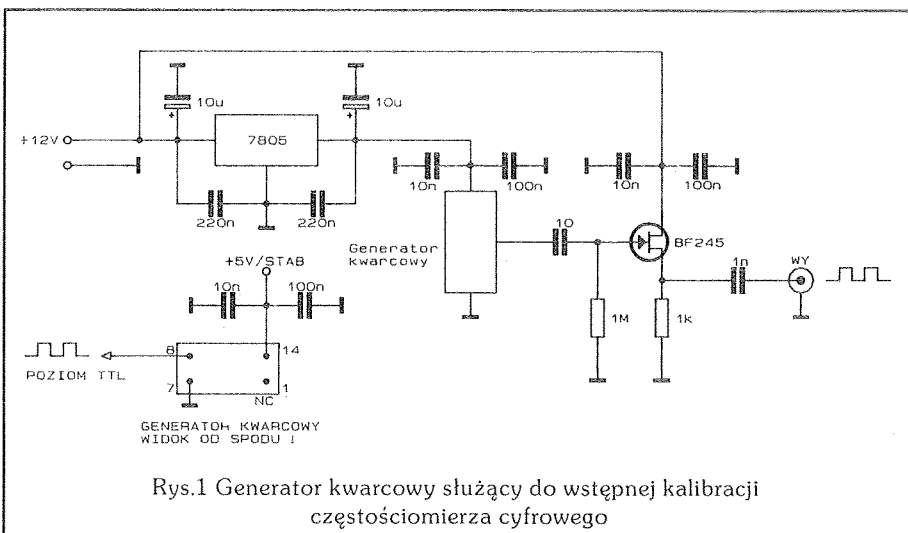 10u
10u
+
+
+12V
7805
10n
100n
10n
100n
220n
220n
Generator
kwarcowy
10
BF245
+5V/STAB
1n
WY
10n
100n
1M
1k
8
14
POZIOM TTL
7
1
NC
GENERATOR KWARCOWY
WIDOK OD SPODU !
Rys.1 Generator kwarcowy służący do wstępnej kalibracji
częstościomierza cyfrowego